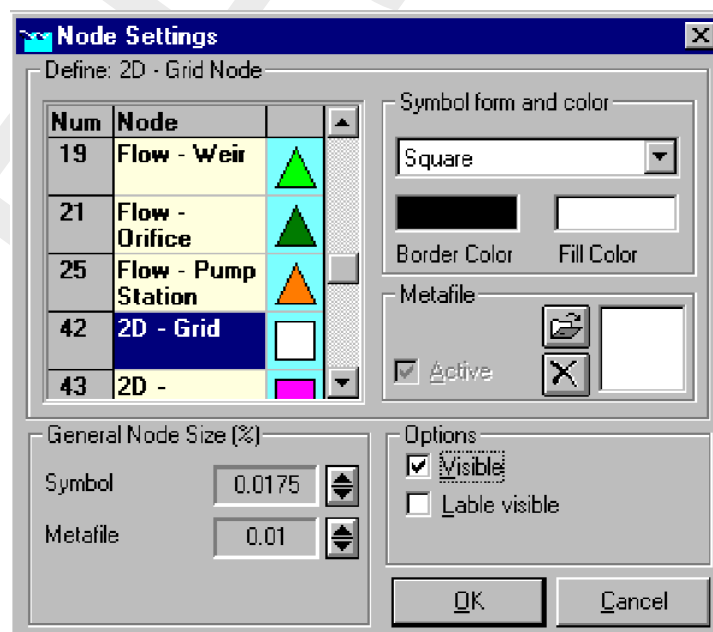 Node Settings
Define: 2D - Grid Node
Num Node
19 Flow - Weir
21 Flow -
Orifice
25 Flow - Pump
Station
42 2D - Grid
43 2D -
Symbol form and color
Square
Border Color Fill Color
Metafile
Active
General Node Size (%)
Symbol 0.0175
Metafile 0.01
Options
Visible
Lable visible
OK Cancel